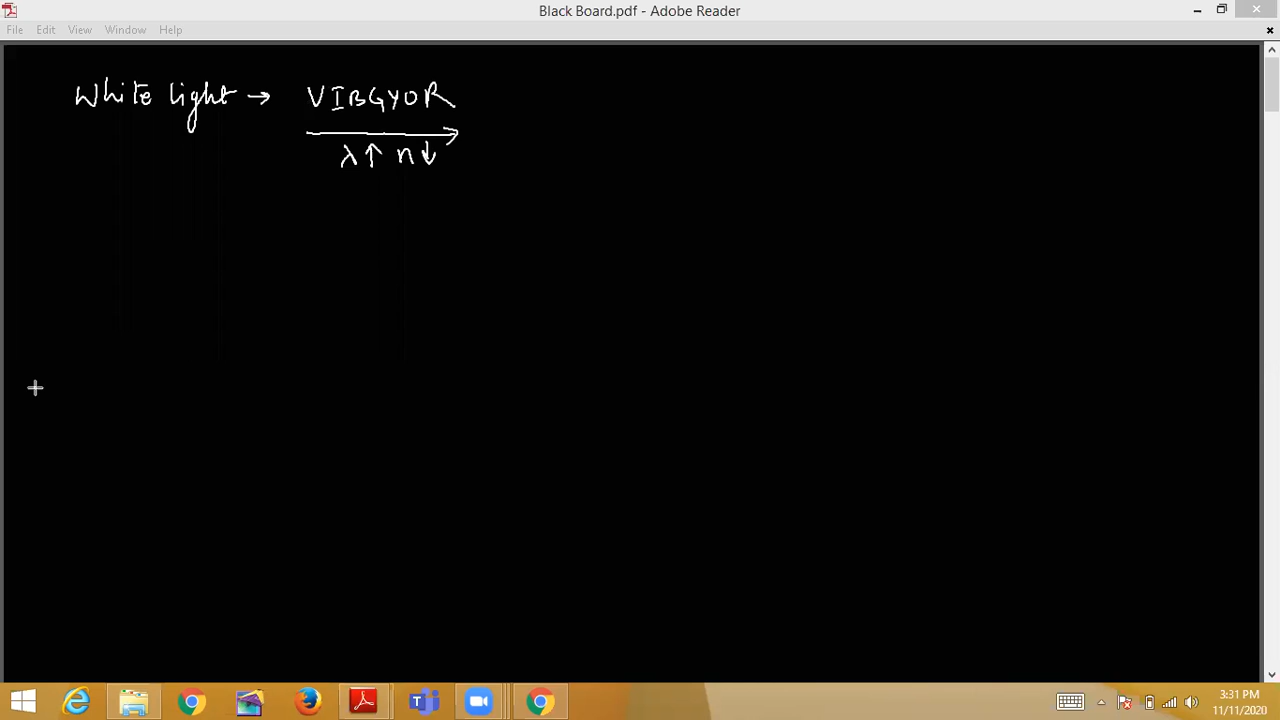 Black Board.pdf - Adobe Reader
File Edit View Window Help
White light → VIBGYOR
λ↑ n↓
3:31 PM
11/11/2020